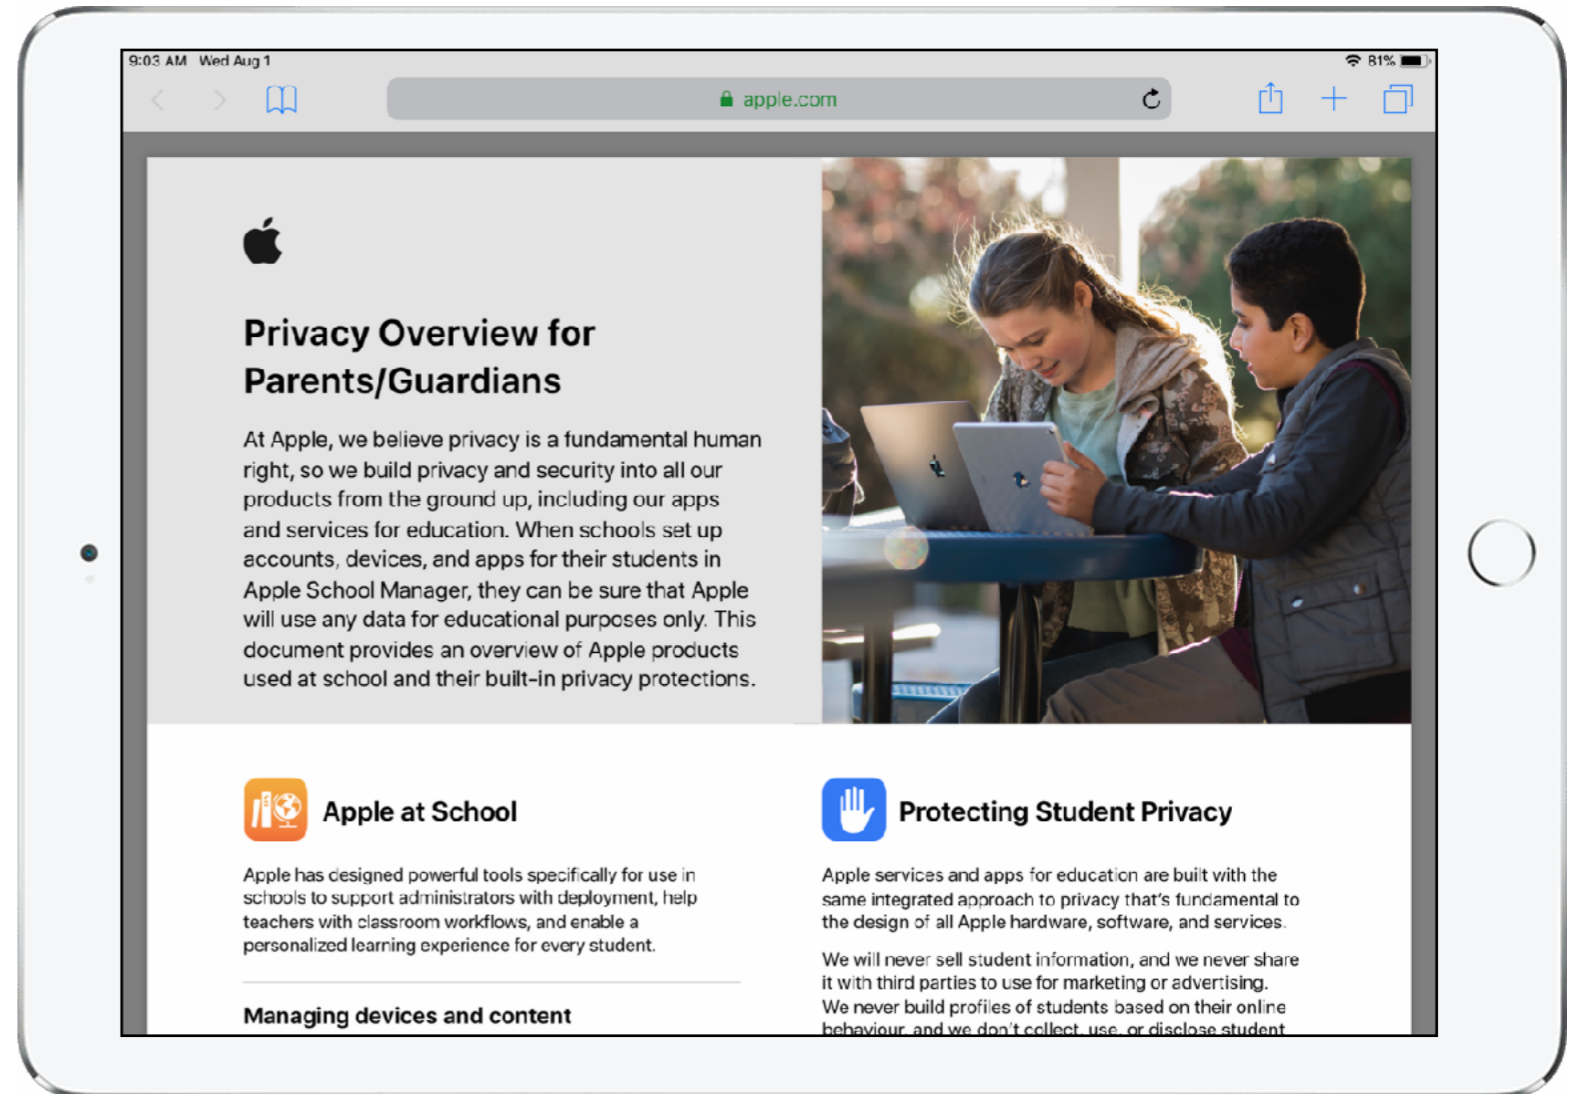 9:03 AM Wed Aug 1
81%
apple.com
Privacy Overview for
Parents/Guardians
At Apple, we believe privacy is a fundamental human
right, so we build privacy and security into all our
products from the ground up, including our apps
and services for education. When schools set up
accounts, devices, and apps for their students in
Apple School Manager, they can be sure that Apple
will use any data for educational purposes only. This
document provides an overview of Apple products
used at school and their built-in privacy protections.
Apple at School
Apple has designed powerful tools specifically for use in
schools to support administrators with deployment, help
teachers with classroom workflows, and enable a
personalized learning experience for every student.
Managing devices and content
Protecting Student Privacy
Apple services and apps for education are built with the
same integrated approach to privacy that's fundamental to
the design of all Apple hardware, software, and services.
We will never sell student information, and we never share
it with third parties to use for marketing or advertising.
We never build profiles of students based on their online
behaviour, and we don't collect, use, or disclose student